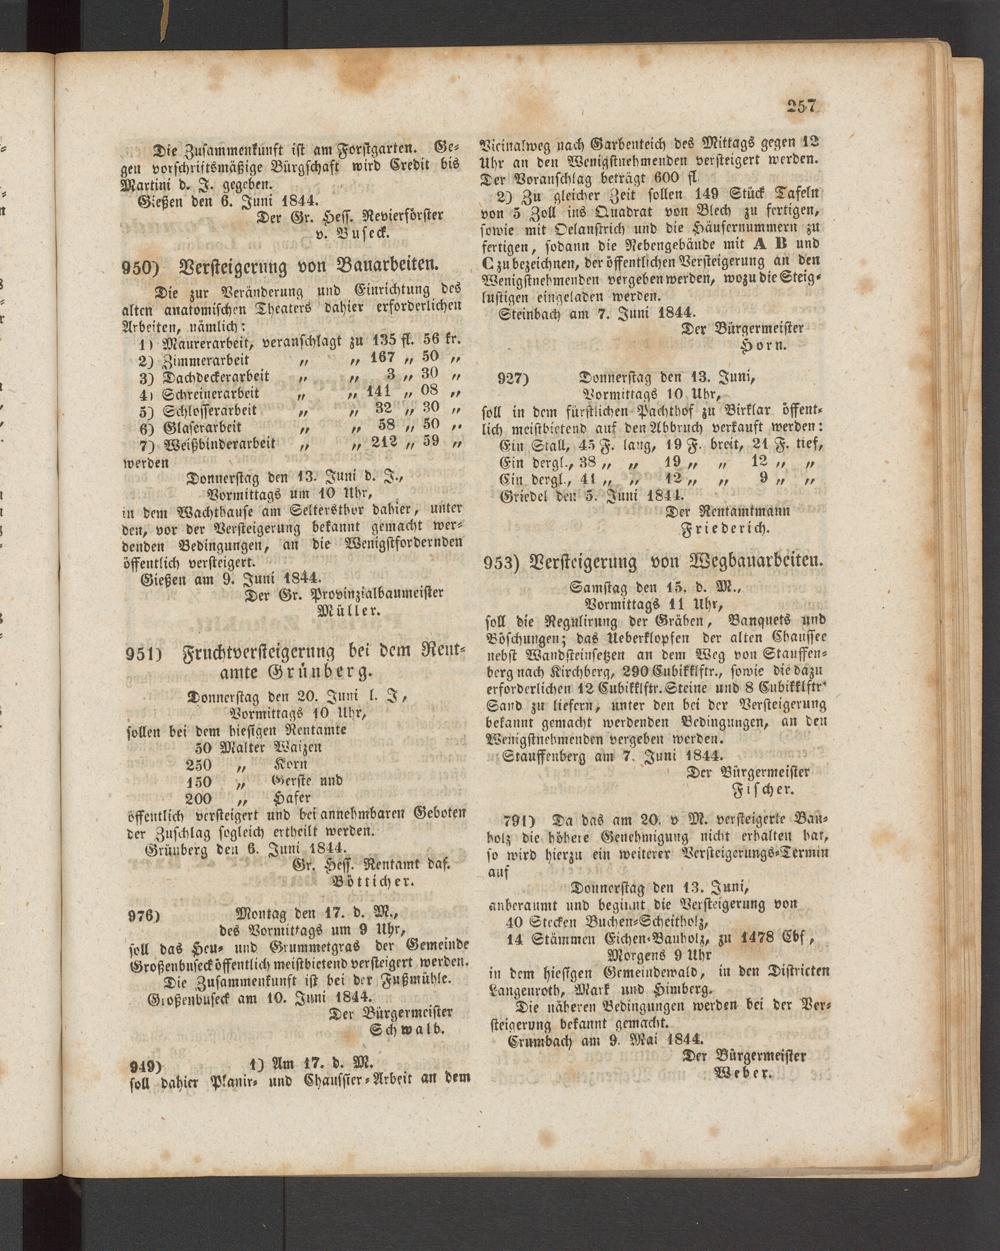 257
Die Zusammenkunft ist am Forstgarten. Ge-
gen vorschriftsmäßige Bürgschaft wird Credit bis
Martini d. J. gegeben.
Gießen den 6. Juni 1844.
Der Gr. Hess. Revierförster
v. Buseck.
950) Versteigerung von Bauarbeiten.
Die zur Veränderung und Einrichtung des
alten anatomischen Theaters dahier erforderlichen
Arbeiten, nämlich:
1) Maurerarbeit, veranschlagt zu 135 fl. 56 kr.
2) Zimmerarbeit „ „ 167 „ 50 „
3) Dachdeckerarbeit „ „ 3 „ 30 „
4) Schreinerarbeit „ „ 141 „ 08 „
5) Schlosserarbeit „ „ 32 „ 30 „
6) Glaserarbeit „ „ 58 „ 50 „
7) Weißbinderarbeit „ „ 212 „ 59 „
werden
Donnerstag den 13. Juni d. J.,
Vormittags um 10 Uhr,
in dem Wachthause am Selterstor dahier, unter
den, vor der Versteigerung bekannt gemacht wer-
denden Bedingungen, an die Wenigstfordernden
öffentlich versteigert.
Gießen am 9. Juni 1844.
Der Gr. Provinzialbaumeister
Müller.
951) Fruchtversteigerung bei dem Rent-
amte Grünberg.
Donnerstag den 20. Juni l. J,
Vormittags 10 Uhr,
sollen bei dem hiesigen Rentamte
50 Malter Waizen
250 „ Korn
150 „ Gerste und
200 „ Hafer
öffentlich versteigert und bei annehmbaren Geboten
der Zuschlag sogleich ertheilt werden.
Grünberg den 6. Juni 1844.
Gr. Hess. Rentamt das.
Bötticher.
976) Montag den 17. d. M.,
des Vormittags um 9 Uhr,
soll das Heu- und Grummetgras der Gemeinde
Großenbuseck öffentlich meistbietend versteigert werden.
Die Zusammenkunft ist bei der Fußmühle.
Großenbuseck am 10. Juni 1844.
Der Bürgermeister
Schwalb.
949) 1) Am 17. d. M.
soll dahier Planir- und Chaussier-Arbeit an dem
Vicinalweg nach Garbenteich des Mittags gegen 12
Uhr an den Wenigstnehmenden versteigert werden.
Der Voranschlag beträgt 600 fl
2) Zu gleicher Zeit sollen 149 Stück Tafeln
von 5 Zoll ins Quadrat von Blech zu fertigen,
sowie mit Oelanstrich und die Häusernummern zu
fertigen, sodann die Nebengebäude mit A B und
C zu bezeichnen, der öffentlichen Versteigerung an den
Wenigstnehmenden vergeben werden, wozu die Steig-
lustigen eingeladen werden.
Steinbach am 7. Juni 1844.
Der Bürgermeister
Horn.
927) Donnerstag den 13. Juni,
Vormittags 10 Uhr,
soll in dem fürstlichen Pachthof zu Birklar öffent-
lich meistbietend auf den Abbruch verkauft werden:
Ein Stall, 45 F. lang, 19 F. breit, 21 F. tief,
Ein dergl., 38 „ „ 19 „ „ 12 „ „
Ein dergl., 41 „ „ 12 „ „ 9 „ „
Griedel den 5. Juni 1844.
Der Rentamtmann
Friederich.
953) Versteigerung von Wegbauarbeiten.
Samstag den 15. d. M.,
Vormittags 11 Uhr,
soll die Regulirung der Gräben, Banquets und
Böschungen; das Ueberklopfen der alten Chaussee
nebst Wandsteinsetzen an dem Weg von Stauffen-
berg nach Kirchberg, 290 Cubikklftr., sowie die dazu
erforderlichen 12 Cubikklftr. Steine und 8 Cubikklftr.
Sand zu liefern, unter den bei der Versteigerung
bekannt gemacht werdenden Bedingungen, an den
Wenigstnehmenden vergeben werden.
Stauffenberg am 7. Juni 1844.
Der Bürgermeister
Fischer.
791) Da das am 20. v M. versteigerte Bau-
holz die höhere Genehmigung nicht erhalten hat,
so wird hierzu ein weiterer Versteigerungs-Termin
auf
Donnerstag den 13. Juni,
anberaumt und beginnt die Versteigerung von
40 Stecken Buchen-Scheitholz,
14 Stämmen Eichen-Bauholz, zu 1478 Cbf,
Morgens 9 Uhr
in dem hiesigen Gemeindewald, in den Districten
Langenroth, Mark und Himberg.
Die näheren Bedingungen werden bei der Ver-
steigerung bekannt gemacht.
Crumbach am 9. Mai 1844.
Der Bürgermeister
Weber.